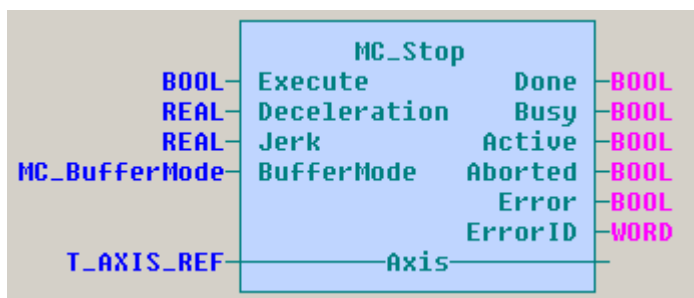 MC_Stop
BOOL Execute Done BOOL
REAL Deceleration Busy BOOL
REAL Jerk Active BOOL
MC_BufferMode BufferMode Aborted BOOL
Error BOOL
ErrorID WORD
T_AXIS_REF Axis